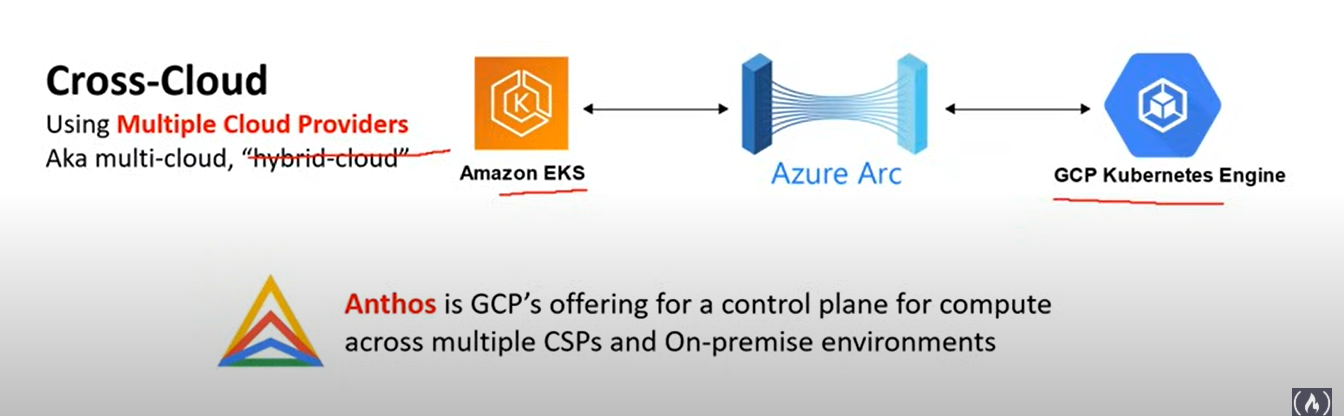 Cross-Cloud
Using Multiple Cloud Providers
Aka multi-cloud, “hybrid-cloud”
Amazon EKS
Azure Arc
GCP Kubernetes Engine
Anthos is GCP’s offering for a control plane for compute
across multiple CSPs and On-premise environments